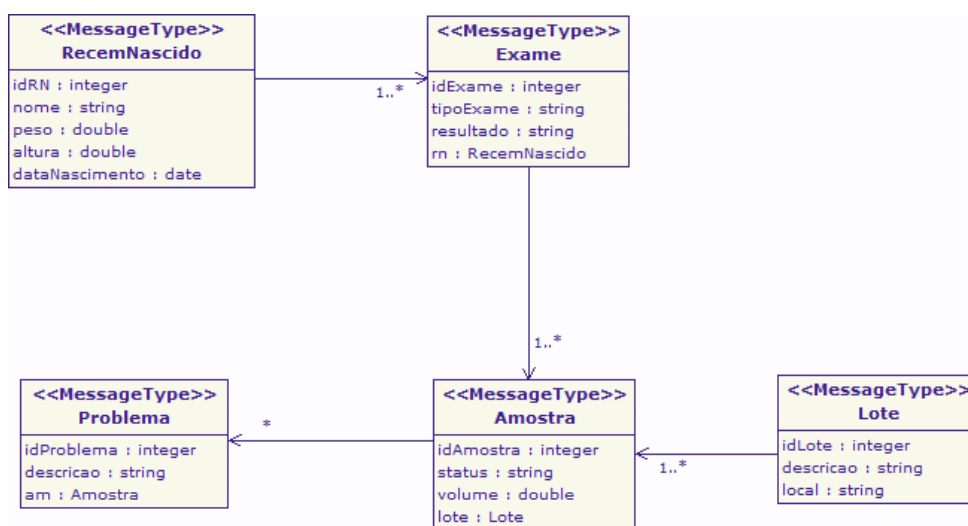 <<MessageType>>
RecemNascido
idRN : integer
nome : string
peso : double
altura : double
dataNascimento : date
1..*
<<MessageType>>
Exame
idExame : integer
tipoExame : string
resultado : string
rn : RecemNascido
1..*
<<MessageType>>
Problema
idProblema : integer
descricao : string
am : Amostra
*
<<MessageType>>
Amostra
idAmostra : integer
status : string
volume : double
lote : Lote
1..*
<<MessageType>>
Lote
idLote : integer
descricao : string
local : string